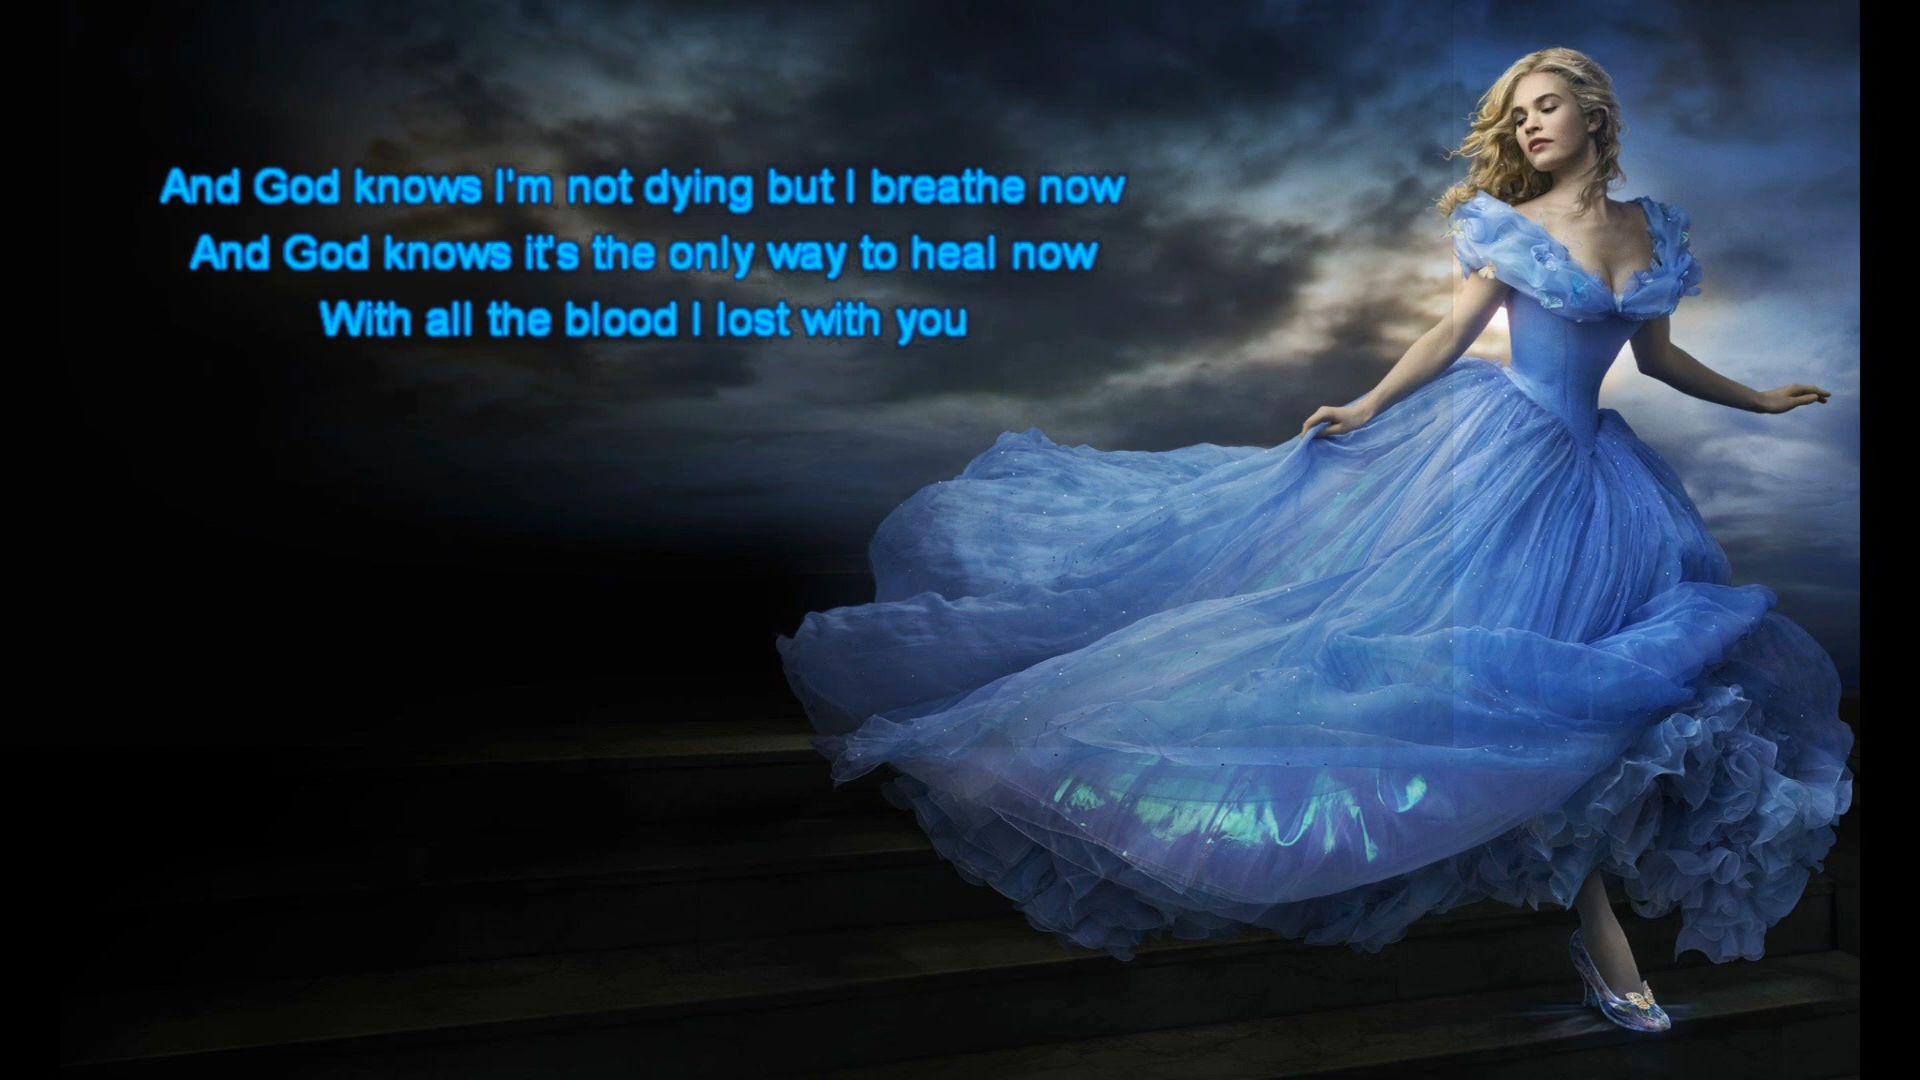 And God knows I'm not dying but I breathe now
And God knows it's the only way to heal now
With all the blood I lost with you